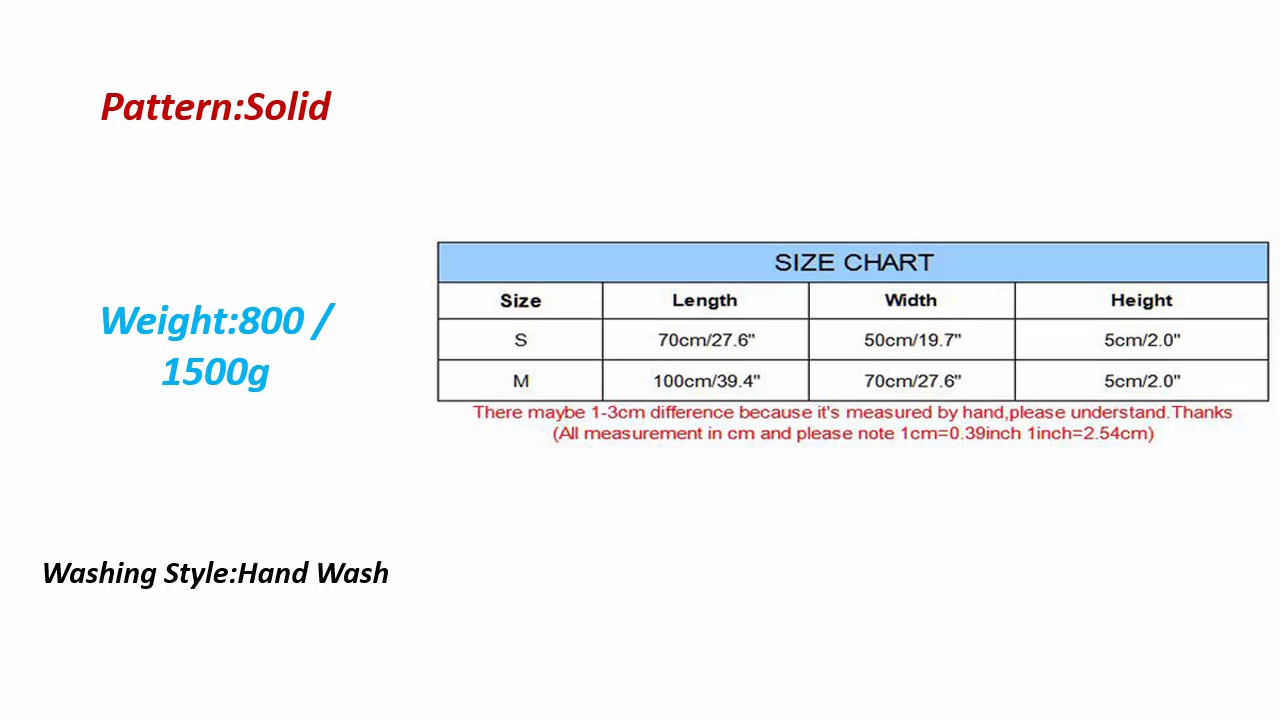 Pattern:Solid
Weight:800 /
1500g
Washing Style:Hand Wash
SIZE CHART
Size Length Width Height
S 70cm/27.6" 50cm/19.7" 5cm/2.0"
M 100cm/39.4" 70cm/27.6" 5cm/2.0"
There maybe 1-3cm difference because it's measured by hand,please understand.Thanks
(All measurement in cm and please note 1cm=0.39inch 1inch=2.54cm)